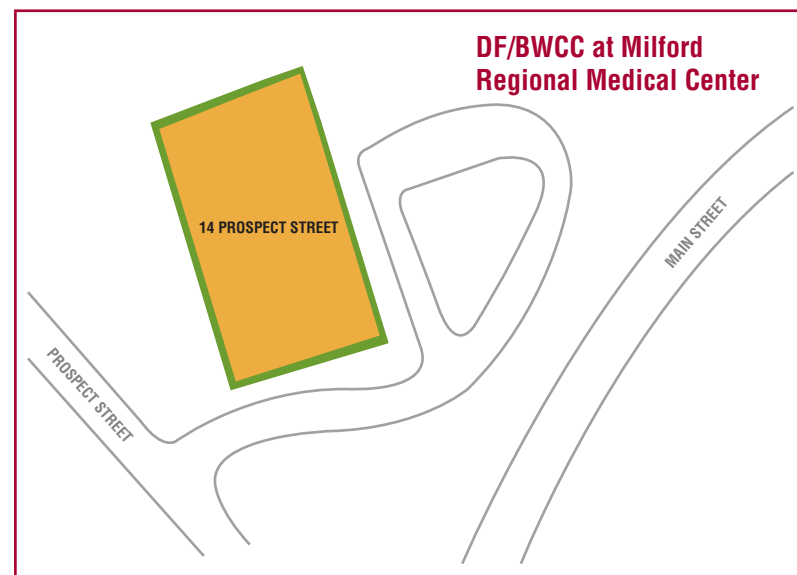 DF/BWCC at Milford
Regional Medical Center
14 PROSPECT STREET
MAIN STREET
PROSPECT STREET